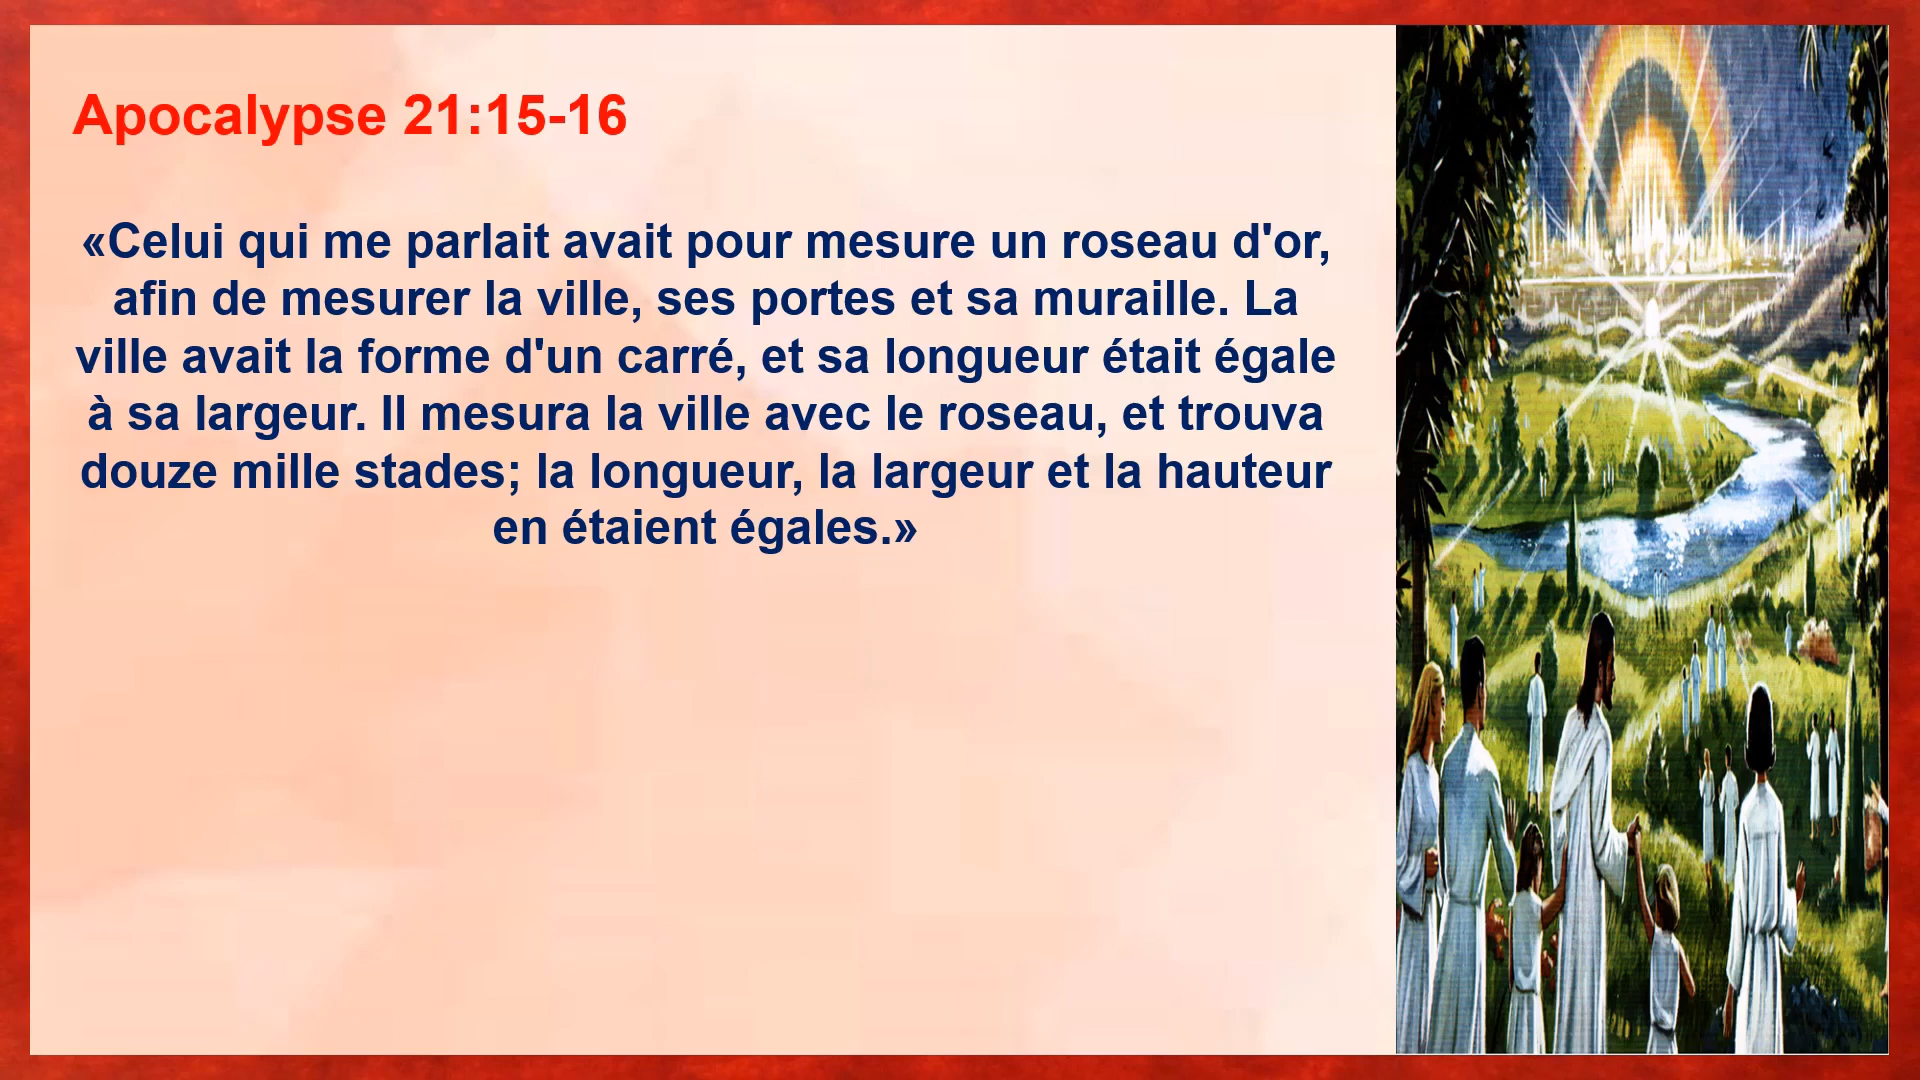 Apocalypse 21:15-16
«Celui qui me parlait avait pour mesure un roseau d'or,
afin de mesurer la ville, ses portes et sa muraille. La
ville avait la forme d'un carré, et sa longueur était égale
à sa largeur. Il mesura la ville avec le roseau, et trouva
douze mille stades; la longueur, la largeur et la hauteur
en étaient égales.»